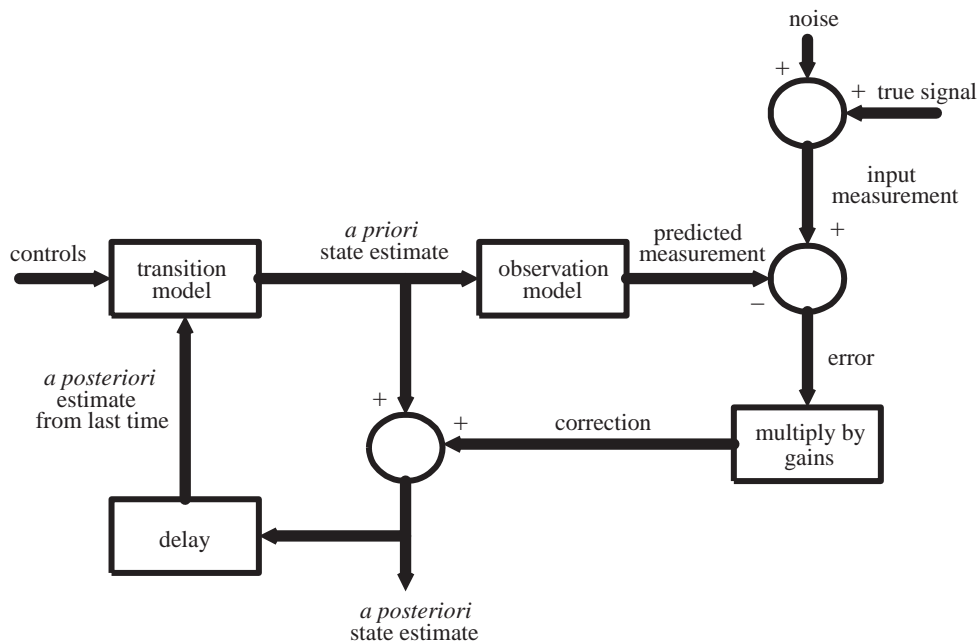 noise
+
+ true signal
input
measurement
a priori
state estimate
predicted
measurement
+
controls
transition
model
observation
model
−
a posteriori
estimate
from last time
error
+
+
correction
multiply by
gains
delay
a posteriori
state estimate